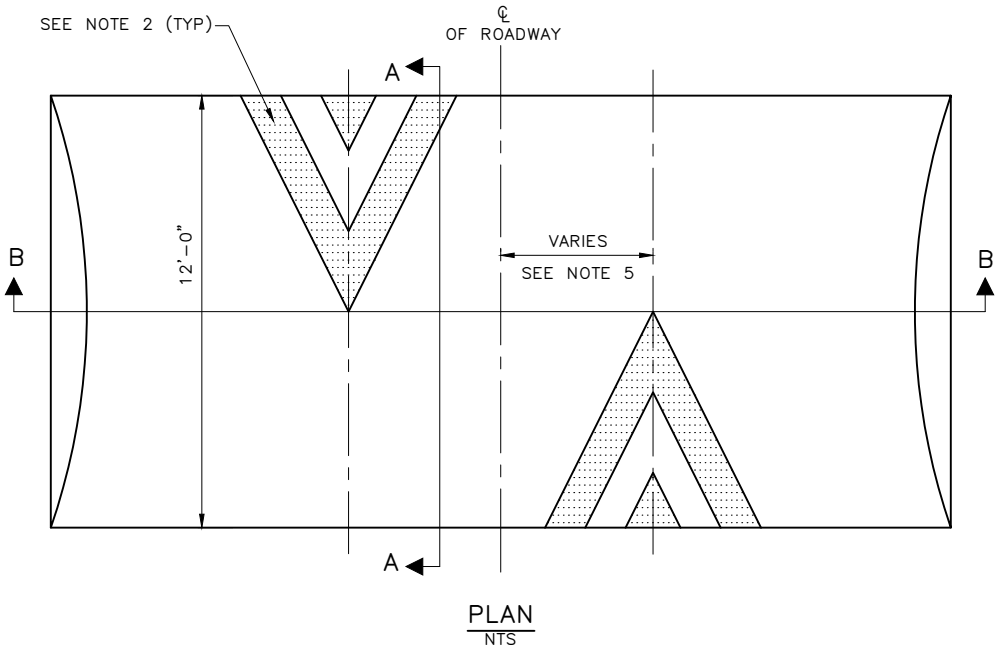 SEE NOTE 2 (TYP)
℄
OF ROADWAY
A
12'-0"
VARIES
SEE NOTE 5
B
B
A
PLAN
NTS